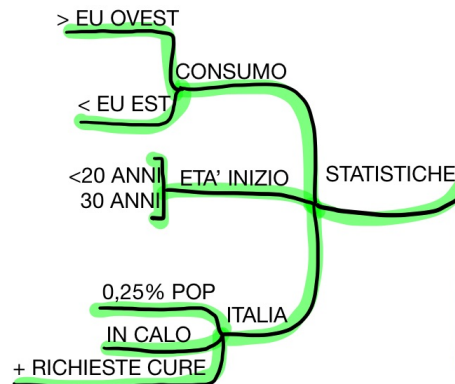 > EU OVEST
CONSUMO
< EU EST
<20 ANNI
30 ANNI
ETA' INIZIO
STATISTICHE
0,25% POP
ITALIA
IN CALO
+ RICHIESTE CURE